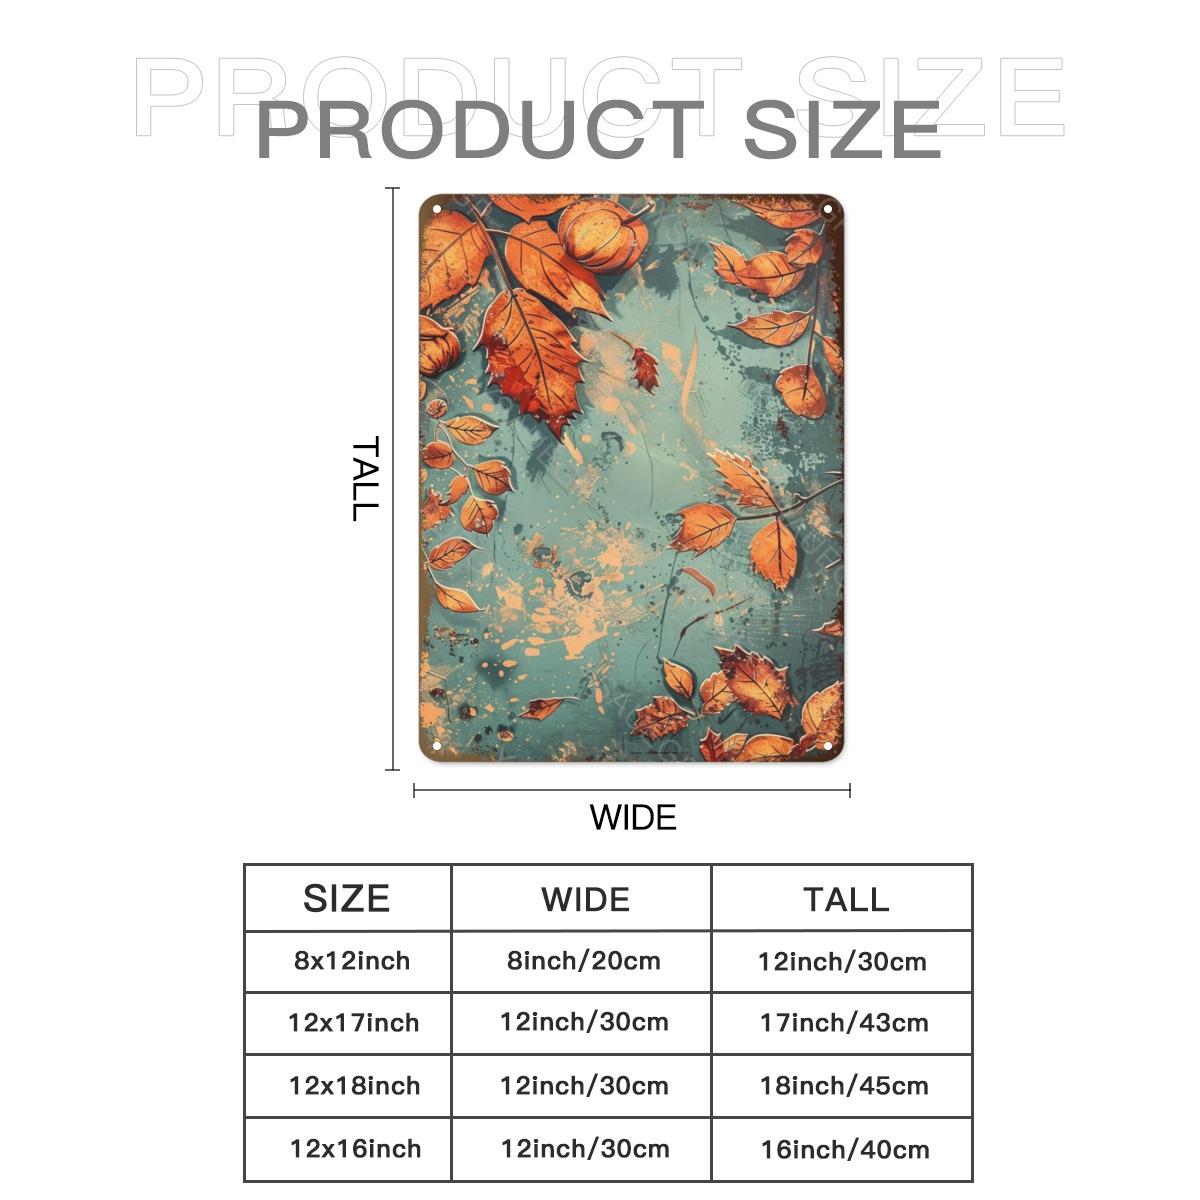 PRODUCT SIZE
PRODUCT SIZE
TALL
WIDE
SIZE WIDE TALL
8x12inch 8inch/20cm 12inch/30cm
12x17inch 12inch/30cm 17inch/43cm
12x18inch 12inch/30cm 18inch/45cm
12x16inch 12inch/30cm 16inch/40cm